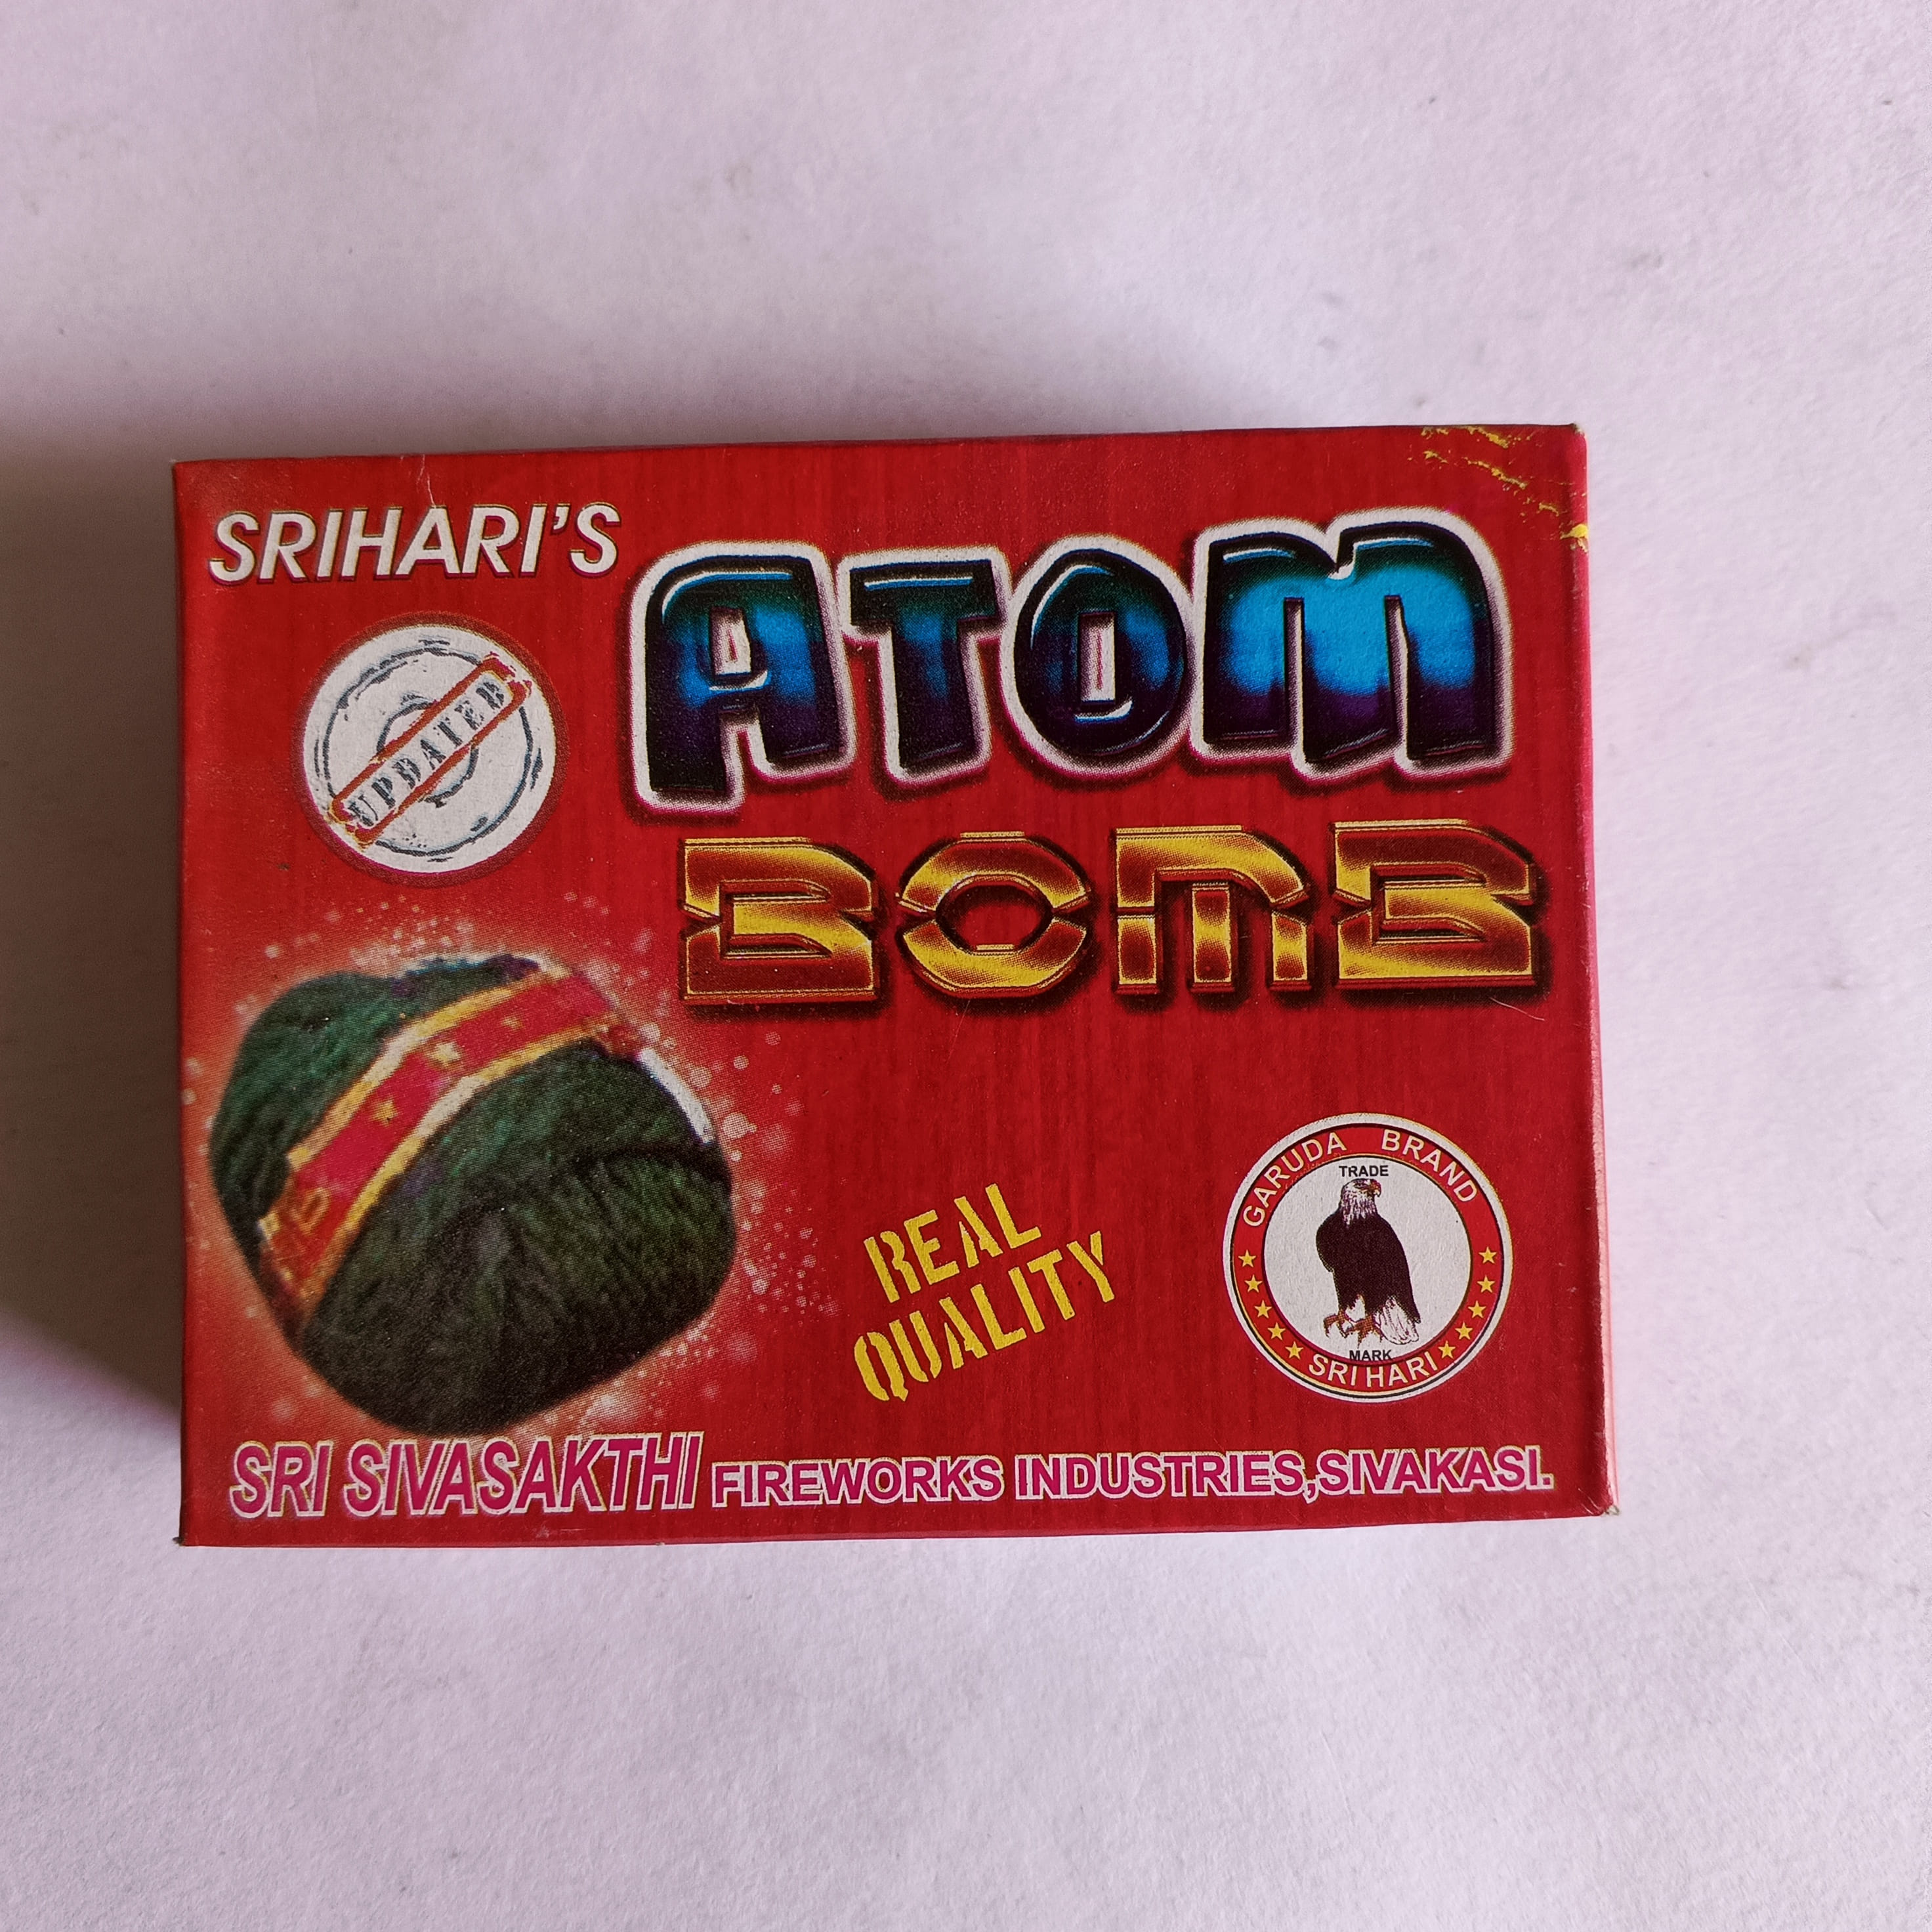 SRIHARI'S
ATOM
BOMB
UPDATED
REAL
QUALITY
GARUDA BRAND
TRADE
MARK
SRI HARI
SRI SIVASAKTHI FIREWORKS INDUSTRIES,SIVAKASI.